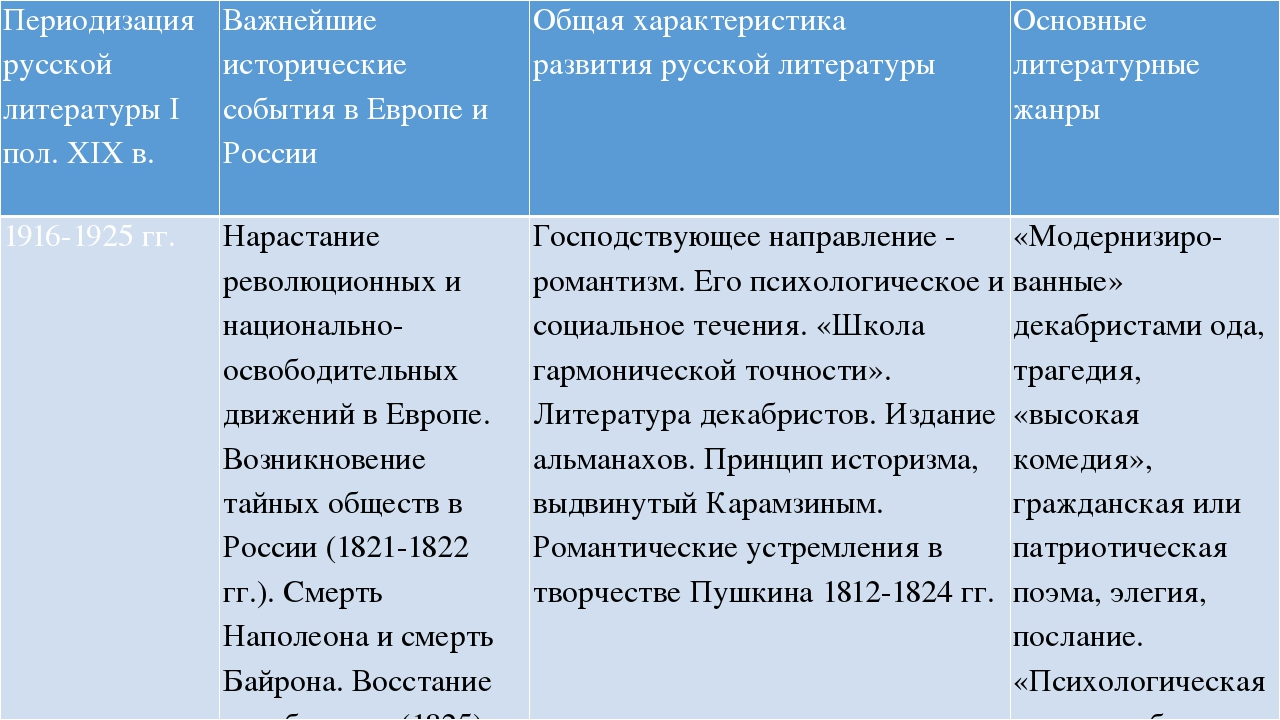 Периодизация
русской
литературы I
пол. XIX в.
Важнейшие
исторические
события в Европе и
России
Общая характеристика
развития русской литературы
Основные
литературные
жанры
1916-1925 гг.
Нарастание
революционных и
национально-
освободительных
движений в Европе.
Возникновение
тайных обществ в
России (1821-1822
гг.). Смерть
Наполеона и смерть
Байрона. Восстание
(1825)
Господствующее направление -
романтизм. Его психологическое и
социальное течения. «Школа
гармонической точности».
Литература декабристов. Издание
альманахов. Принцип историзма,
выдвинутый Карамзиным.
Романтические устремления в
творчестве Пушкина 1812-1824 гг.
«Модернизиро-
ванные»
декабристами ода,
трагедия,
«высокая
комедия»,
гражданская или
патриотическая
поэма, элегия,
послание.
«Психологическая